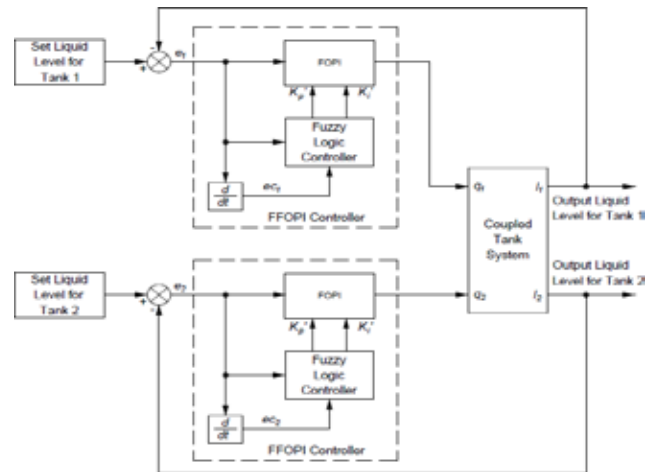 Set Liquid
Level for
Tank 1
+
-
e₁
FOPI
Kₚ'
Kᵢ'
Fuzzy
Logic
Controller
d
dt
ec₁
FFOPI Controller
q₁
l₁
Coupled
Tank
System
Output Liquid
Level for Tank 1
Set Liquid
Level for
Tank 2
+
-
e₂
FOPI
Kₚ'
Kᵢ'
Fuzzy
Logic
Controller
d
dt
ec₂
FFOPI Controller
q₂
l₂
Output Liquid
Level for Tank 2